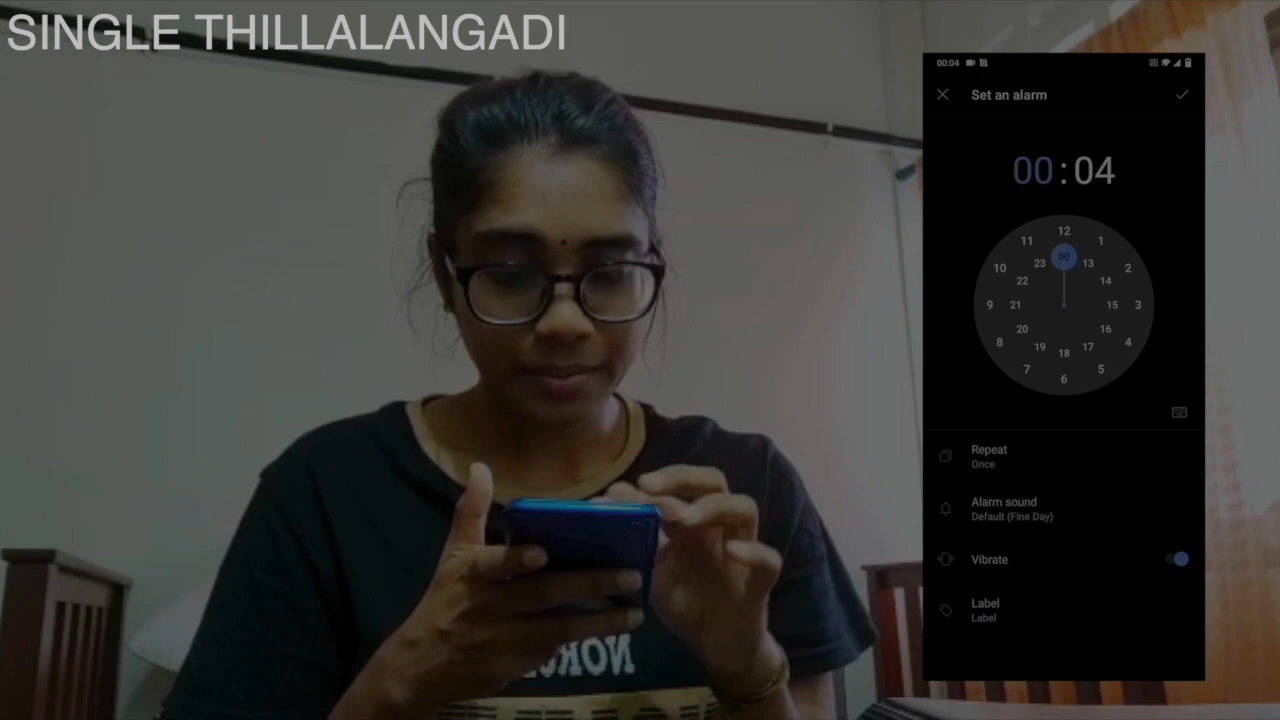 SINGLE THILLALANGADI
00:04
Set an alarm
00:04
12
11
1
00
23
13
10
2
22
14
9
21
15
3
20
16
8
4
19
17
18
7
5
6
Repeat
Once
Alarm sound
Default (Fine Day)
Vibrate
Label
Label